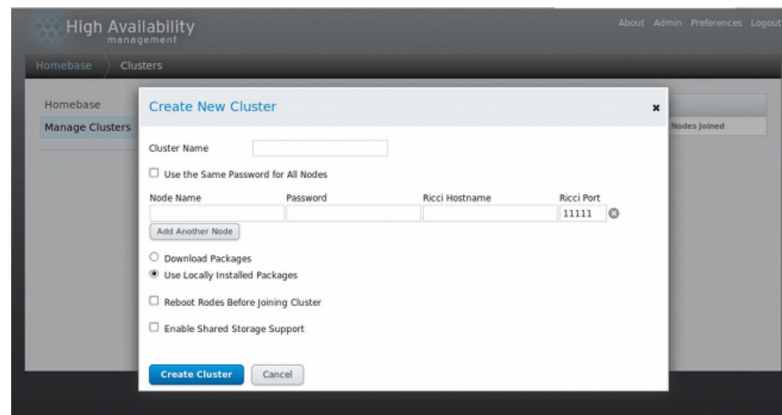 High Availability
management
About Admin Preferences Logout
Homebase Clusters
Homebase
Manage Clusters
Nodes Joined
Create New Cluster
Cluster Name
Use the Same Password for All Nodes
Node Name Password Ricci Hostname Ricci Port
11111
Add Another Node
Download Packages
Use Locally Installed Packages
Reboot Rodes Before Joining Cluster
Enable Shared Storage Support
Create Cluster Cancel